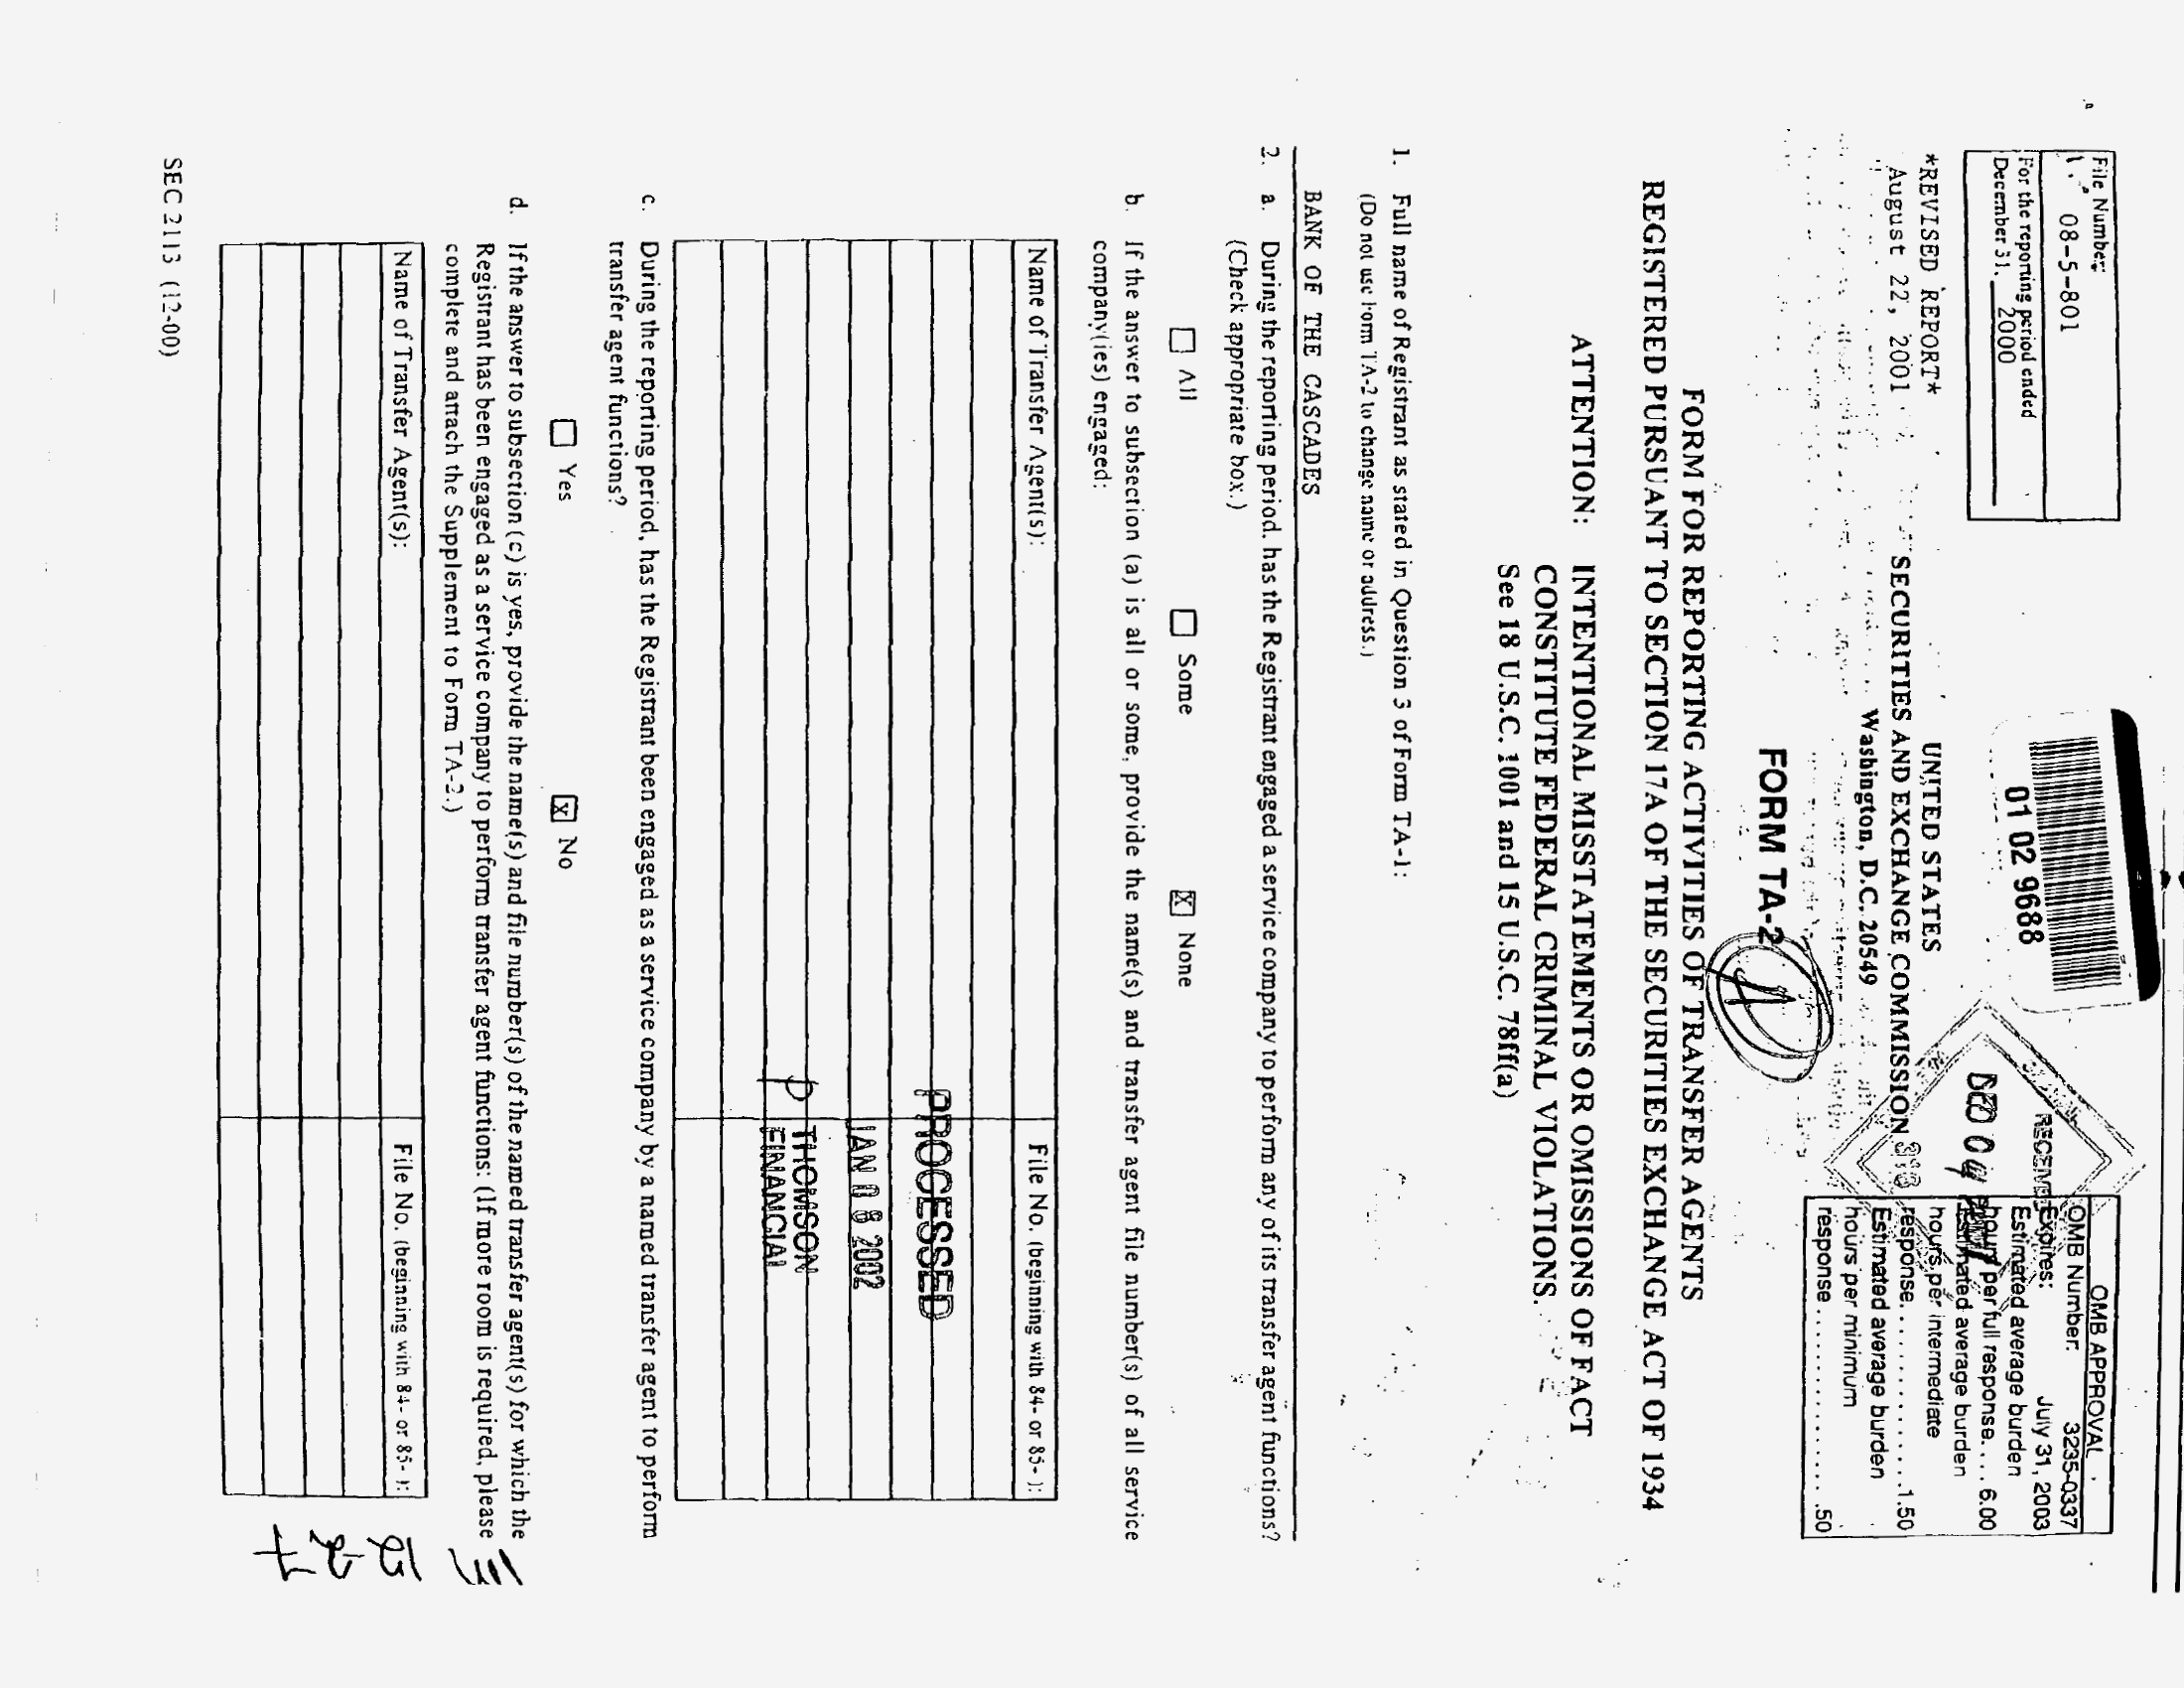 File Number:
08-5-801
For the reporting period ended
December 31, 2000
*REVISED REPORT*
August 22, 2001
01 02 9688
UNITED STATES
SECURITIES AND EXCHANGE COMMISSION
Washington, D.C. 20549
FORM TA-2
RECEIVED
DEC 04
OMB APPROVAL
OMB Number: 3235-0337
Expires: July 31, 2003
Estimated average burden
hours per full response. . . . 6.00
Estimated average burden
hours per intermediate
response. . . . . . . . . . . . . 1.50
Estimated average burden
hours per minimum
response . . . . . . . . . . . . . .50
FORM FOR REPORTING ACTIVITIES OF TRANSFER AGENTS
REGISTERED PURSUANT TO SECTION 17A OF THE SECURITIES EXCHANGE ACT OF 1934
ATTENTION: INTENTIONAL MISSTATEMENTS OR OMISSIONS OF FACT
CONSTITUTE FEDERAL CRIMINAL VIOLATIONS.
See 18 U.S.C. 1001 and 15 U.S.C. 78ff(a)
1. Full name of Registrant as stated in Question 3 of Form TA-1:
(Do not use Form TA-2 to change name or address.)
BANK OF THE CASCADES
2. a. During the reporting period, has the Registrant engaged a service company to perform any of its transfer agent functions?
(Check appropriate box.)
All Some X None
b. If the answer to subsection (a) is all or some, provide the name(s) and transfer agent file number(s) of all service
company(ies) engaged:
Name of Transfer Agent(s): File No. (beginning with 84- or 85- ):
PROCESSED
JAN 08 2002
THOMSON
FINANCIAL
c. During the reporting period, has the Registrant been engaged as a service company by a named transfer agent to perform
transfer agent functions?
Yes X No
d. If the answer to subsection (c) is yes, provide the name(s) and file number(s) of the named transfer agent(s) for which the
Registrant has been engaged as a service company to perform transfer agent functions: (If more room is required, please
complete and attach the Supplement to Form TA-2.)
Name of Transfer Agent(s): File No. (beginning with 84- or 85- ):
SEC 2113 (12-00)